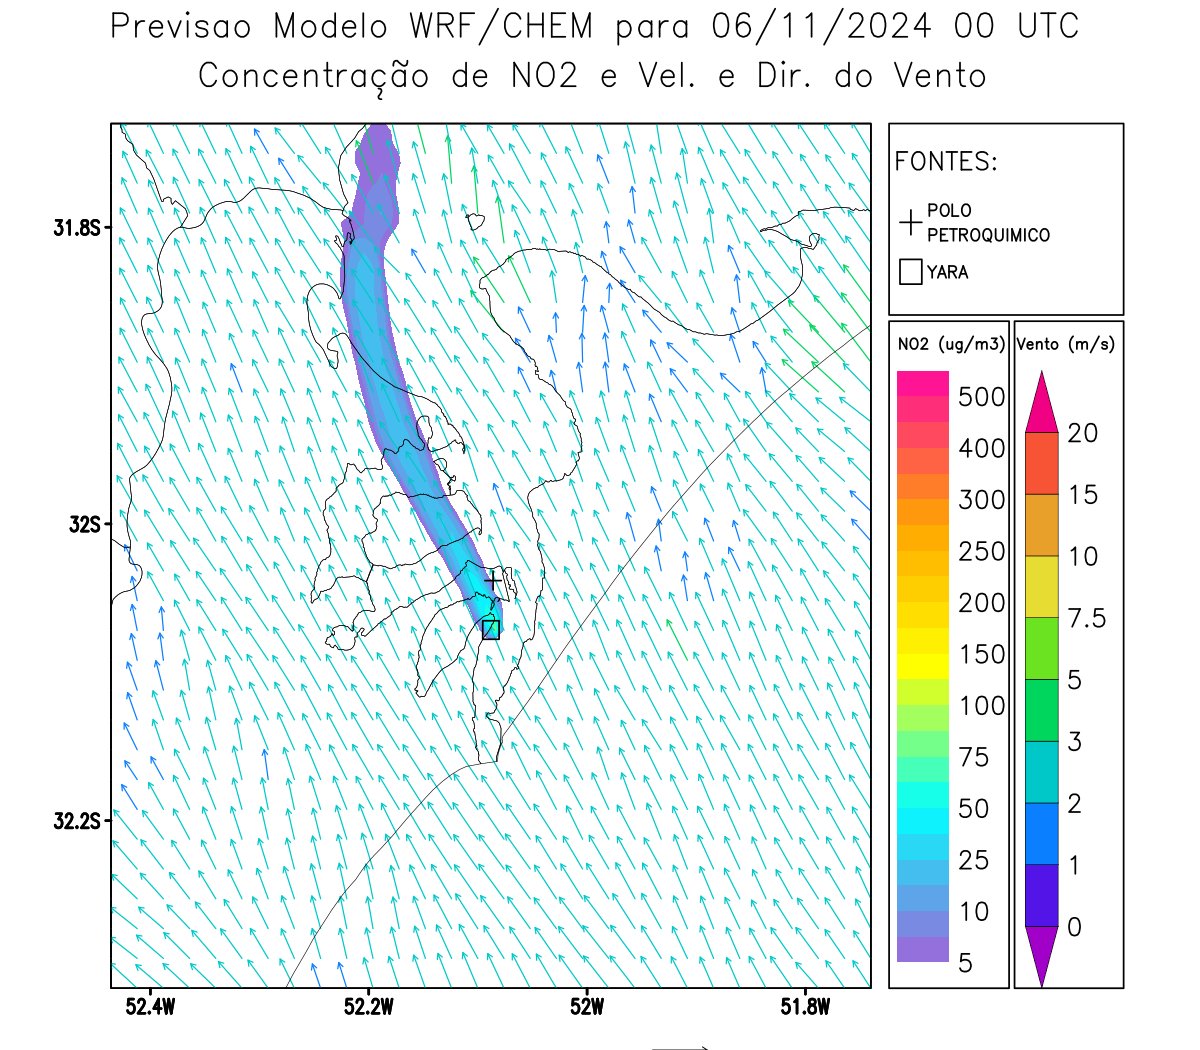 Previsao Modelo WRF/CHEM para 06/11/2024 00 UTC
Concentração de NO2 e Vel. e Dir. do Vento
FONTES:
POLO
PETROQUIMICO
YARA
NO2 (ug/m3)
500
400
300
250
200
150
100
75
50
25
10
5
Vento (m/s)
20
15
10
7.5
5
3
2
1
0
31.8S
32S
32.2S
52.4W
52.2W
52W
51.8W